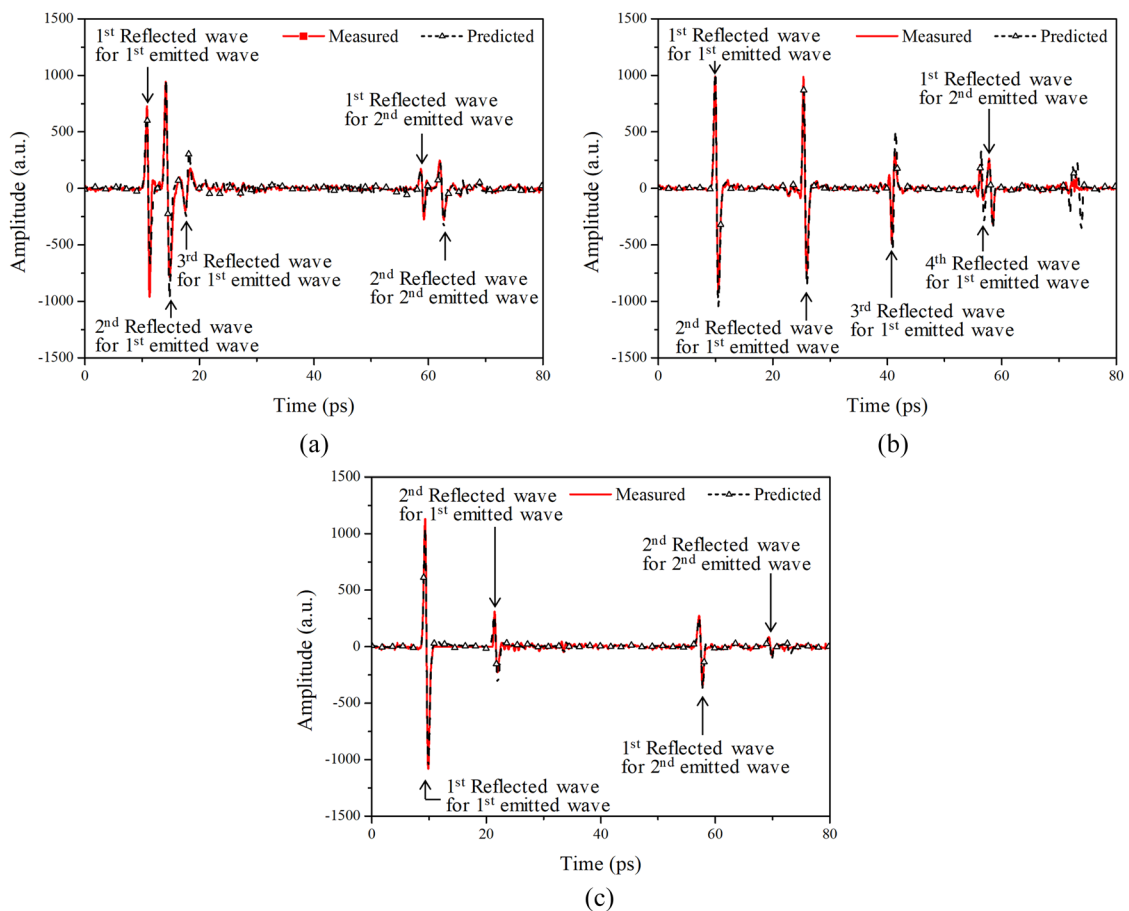 1500
1000
500
0
-500
-1000
-1500
0
20
40
60
80
Amplitude (a.u.)
Time (ps)
Measured
Predicted
1st Reflected wave
for 1st emitted wave
1st Reflected wave
for 2nd emitted wave
3rd Reflected wave
for 1st emitted wave
2nd Reflected wave
for 1st emitted wave
2nd Reflected wave
for 2nd emitted wave
(a)
1500
1000
500
0
-500
-1000
-1500
0
20
40
60
80
Amplitude (a.u.)
Time (ps)
Measured
Predicted
1st Reflected wave
for 1st emitted wave
1st Reflected wave
for 2nd emitted wave
4th Reflected wave
for 1st emitted wave
3rd Reflected wave
for 1st emitted wave
2nd Reflected wave
for 1st emitted wave
(b)
1500
1000
500
0
-500
-1000
-1500
0
20
40
60
80
Amplitude (a.u.)
Time (ps)
Measured
Predicted
2nd Reflected wave
for 1st emitted wave
2nd Reflected wave
for 2nd emitted wave
1st Reflected wave
for 2nd emitted wave
1st Reflected wave
for 1st emitted wave
(c)